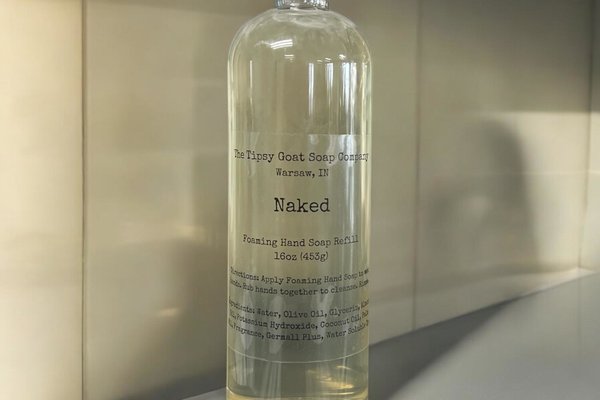 The Tipsy Goat Soap Company
Warsaw, IN
Naked
Foaming Hand Soap Refill
16oz (453g)
Directions: Apply Foaming Hand Soap to
hands. Rub hands together to cleanse.
Ingredients: Water, Olive Oil, Glycerin,
Potassium Hydroxide, Coconut Oil,
Fragrance, Germall Plus, Water Soluble